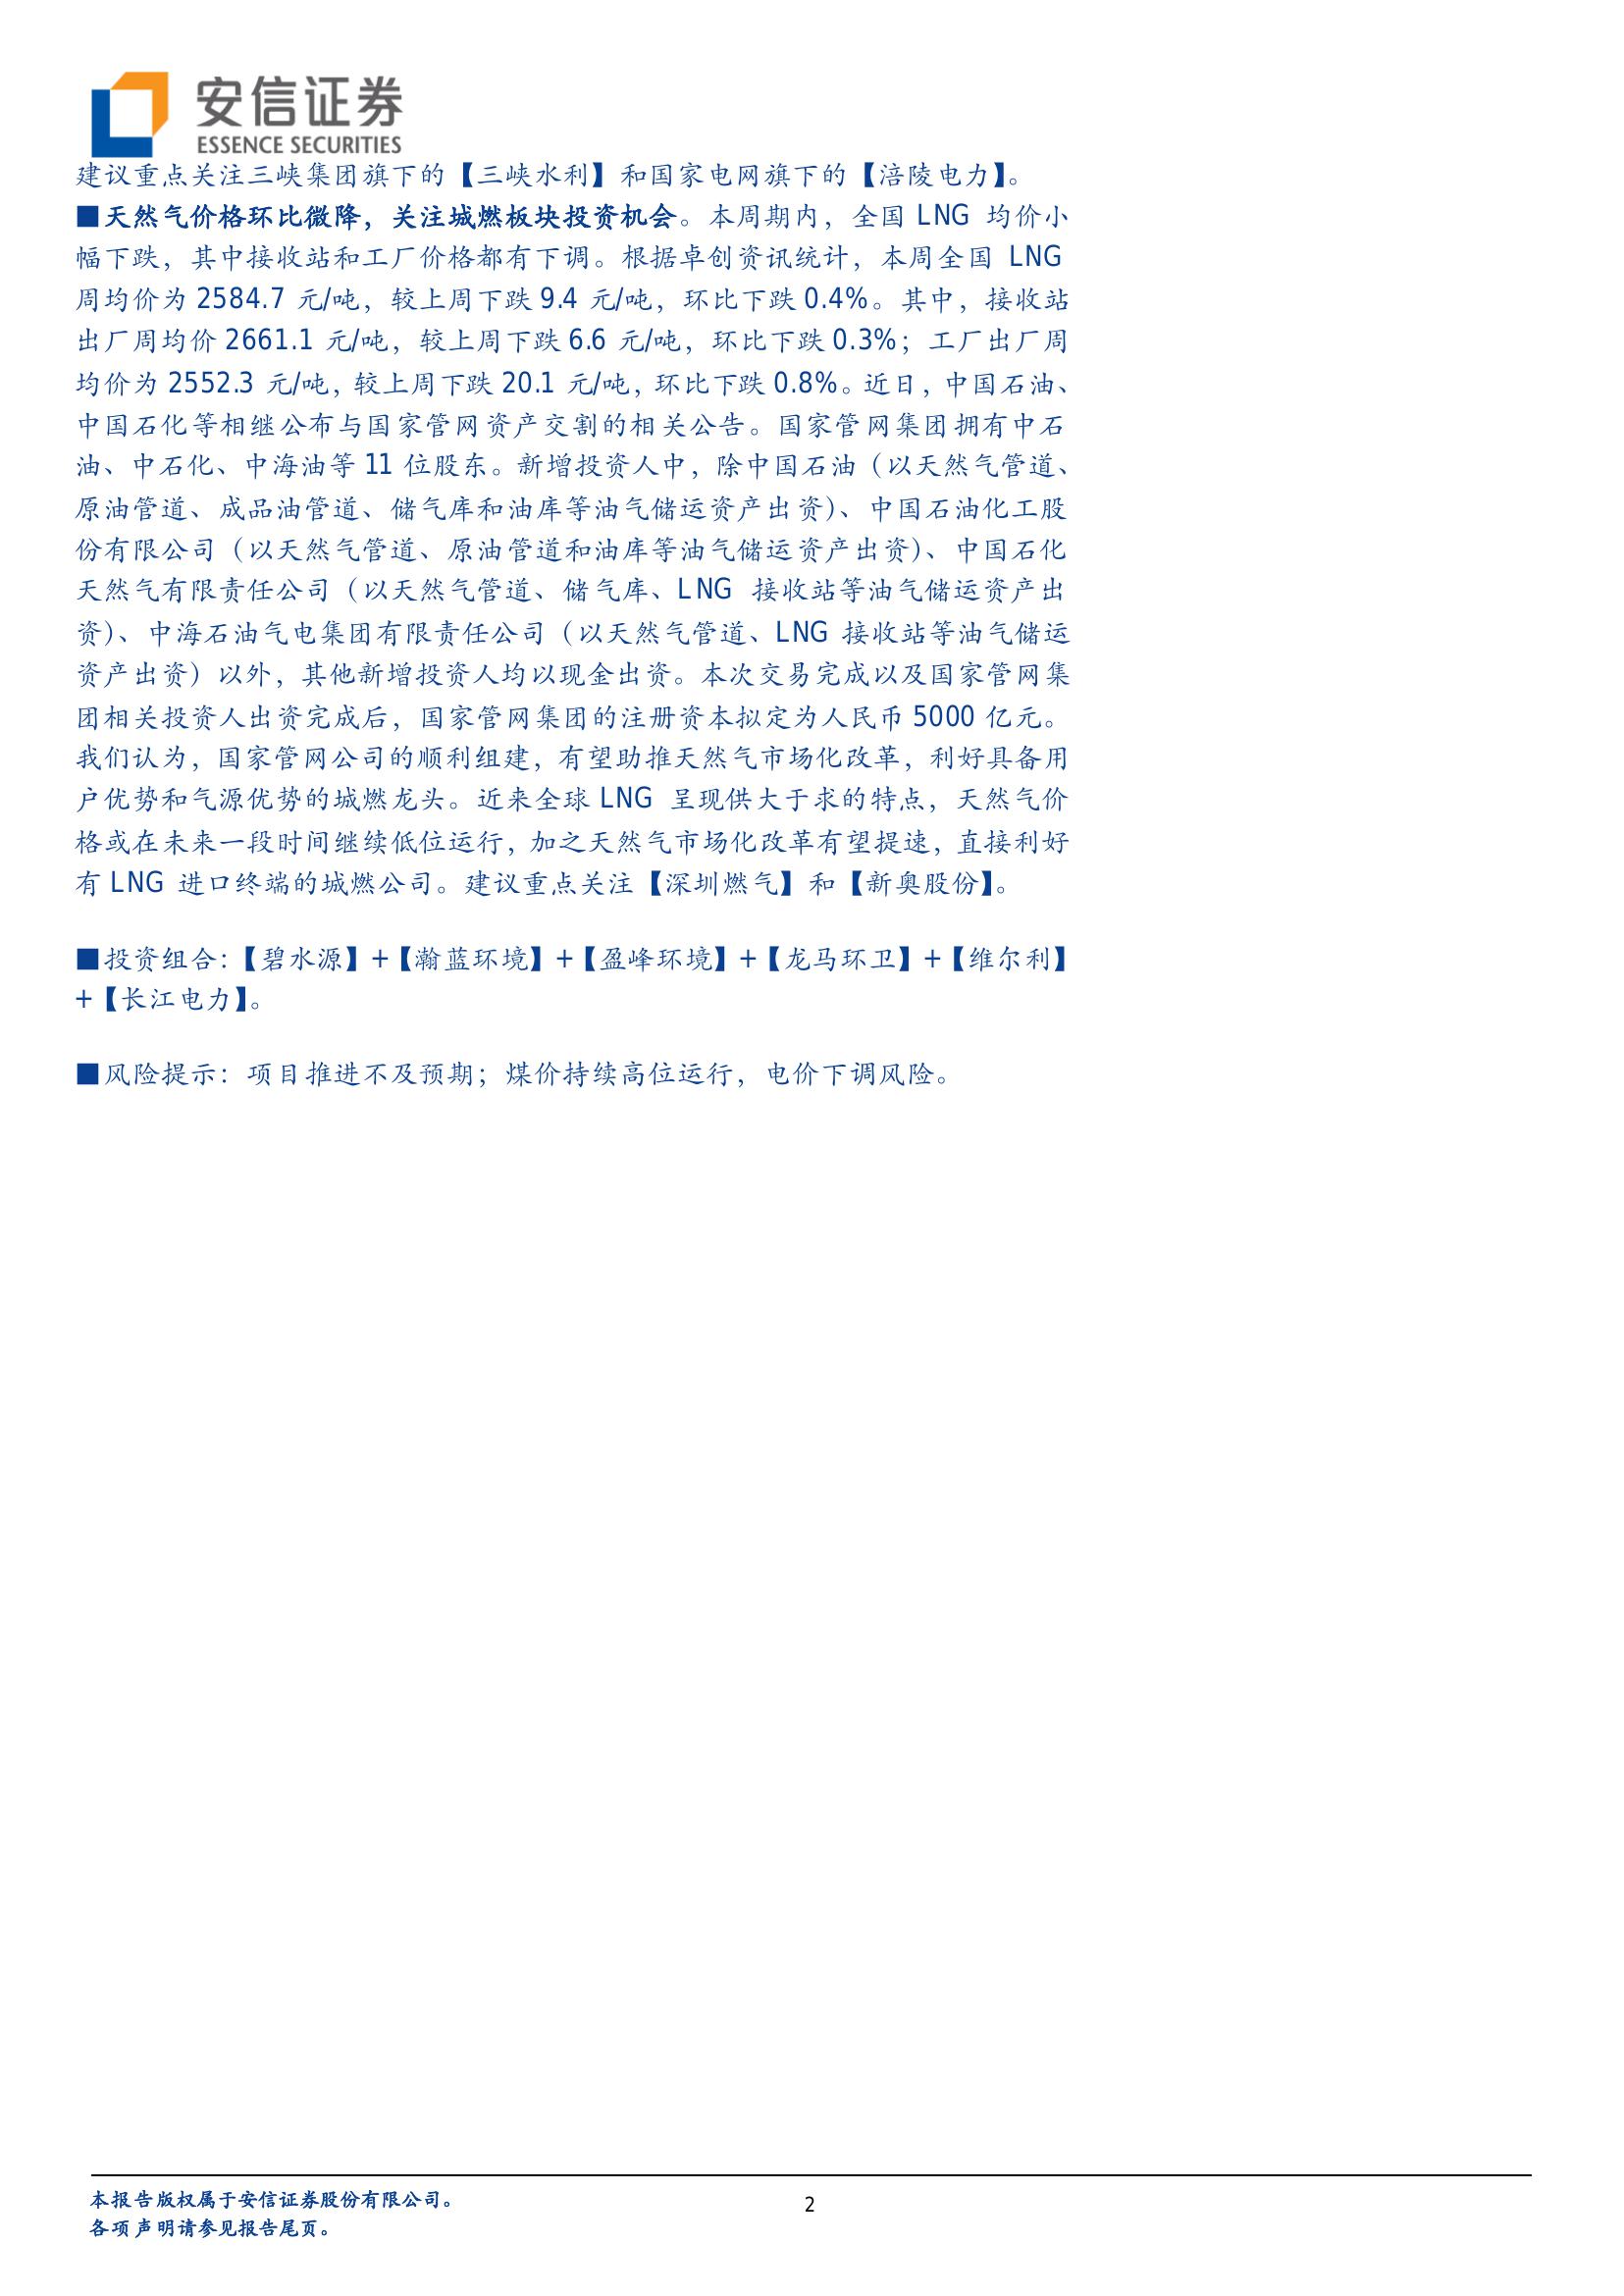 安信证券
ESSENCE SECURITIES
建议重点关注三峡集团旗下的【三峡水利】和国家电网旗下的【涪陵电力】。
■天然气价格环比微降，关注城燃板块投资机会。本周期内，全国 LNG 均价小
幅下跌，其中接收站和工厂价格都有下调。根据卓创资讯统计，本周全国 LNG
周均价为 2584.7 元/吨，较上周下跌 9.4 元/吨，环比下跌 0.4%。其中，接收站
出厂周均价 2661.1 元/吨，较上周下跌 6.6 元/吨，环比下跌 0.3%；工厂出厂周
均价为 2552.3 元/吨，较上周下跌 20.1 元/吨，环比下跌 0.8%。近日，中国石油、
中国石化等相继公布与国家管网资产交割的相关公告。国家管网集团拥有中石
油、中石化、中海油等 11 位股东。新增投资人中，除中国石油（以天然气管道、
原油管道、成品油管道、储气库和油库等油气储运资产出资）、中国石油化工股
份有限公司（以天然气管道、原油管道和油库等油气储运资产出资）、中国石化
天然气有限责任公司（以天然气管道、储气库、LNG 接收站等油气储运资产出
资）、中海石油气电集团有限责任公司（以天然气管道、LNG 接收站等油气储运
资产出资）以外，其他新增投资人均以现金出资。本次交易完成以及国家管网集
团相关投资人出资完成后，国家管网集团的注册资本拟定为人民币 5000 亿元。
我们认为，国家管网公司的顺利组建，有望助推天然气市场化改革，利好具备用
户优势和气源优势的城燃龙头。近来全球 LNG 呈现供大于求的特点，天然气价
格或在未来一段时间继续低位运行，加之天然气市场化改革有望提速，直接利好
有 LNG 进口终端的城燃公司。建议重点关注【深圳燃气】和【新奥股份】。
■投资组合：【碧水源】+【瀚蓝环境】+【盈峰环境】+【龙马环卫】+【维尔利】
+【长江电力】。
■风险提示：项目推进不及预期；煤价持续高位运行，电价下调风险。
本报告版权属于安信证券股份有限公司。
各项声明请参见报告尾页。
2